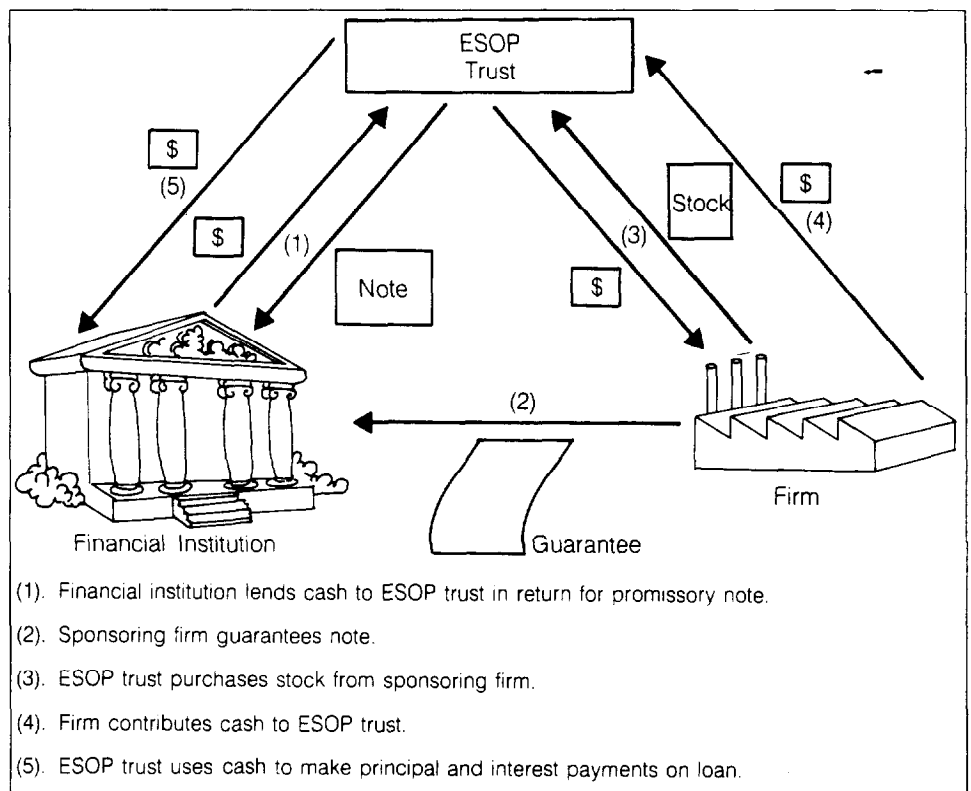 ESOP
Trust
$
(5)
$
(1)
Note
$
(3)
Stock
$
(4)
(2)
Financial Institution
Guarantee
Firm
(1). Financial institution lends cash to ESOP trust in return for promissory note.
(2). Sponsoring firm guarantees note.
(3). ESOP trust purchases stock from sponsoring firm.
(4). Firm contributes cash to ESOP trust.
(5). ESOP trust uses cash to make principal and interest payments on loan.